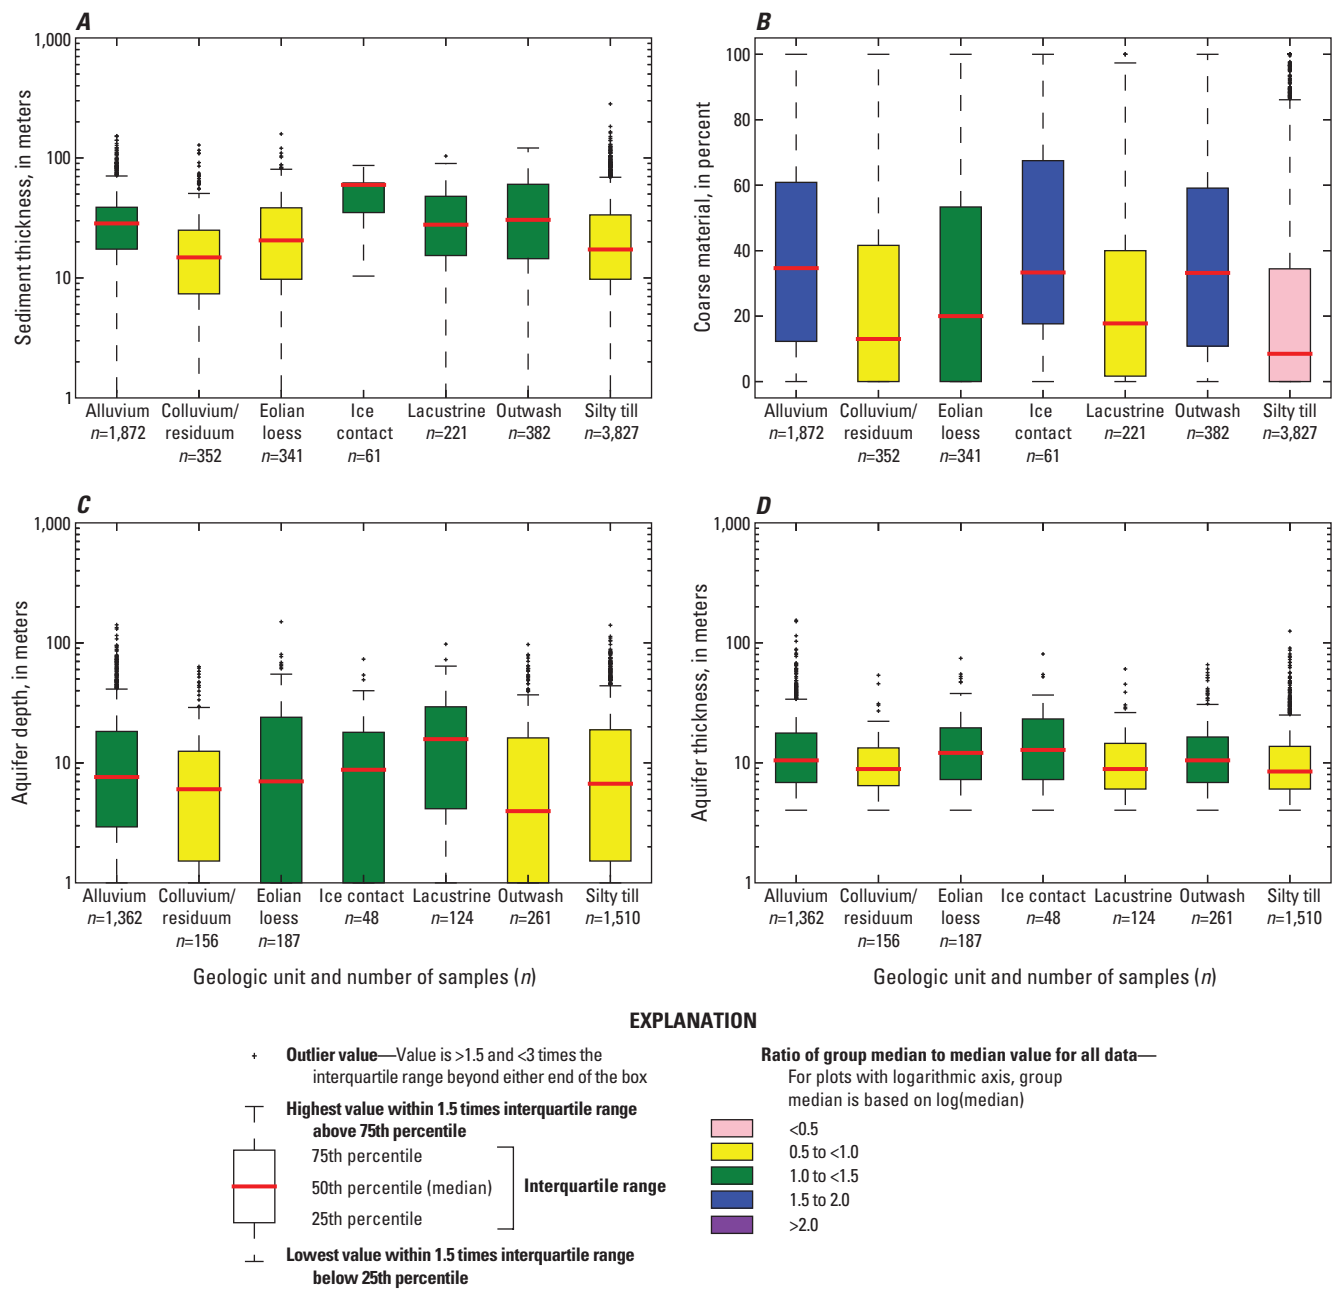 A
1,000
100
10
1
Sediment thickness, in meters
Alluvium
n=1,872
Colluvium/
residuum
n=352
Eolian
loess
n=341
Ice
contact
n=61
Lacustrine
n=221
Outwash
n=382
Silty till
n=3,827
B
100
80
60
40
20
0
Coarse material, in percent
Alluvium
n=1,872
Colluvium/
residuum
n=352
Eolian
loess
n=341
Ice
contact
n=61
Lacustrine
n=221
Outwash
n=382
Silty till
n=3,827
C
1,000
100
10
1
Aquifer depth, in meters
Alluvium
n=1,362
Colluvium/
residuum
n=156
Eolian
loess
n=187
Ice contact
n=48
Lacustrine
n=124
Outwash
n=261
Silty till
n=1,510
Geologic unit and number of samples (n)
D
1,000
100
10
1
Aquifer thickness, in meters
Alluvium
n=1,362
Colluvium/
residuum
n=156
Eolian
loess
n=187
Ice contact
n=48
Lacustrine
n=124
Outwash
n=261
Silty till
n=1,510
Geologic unit and number of samples (n)
EXPLANATION
Outlier value—Value is >1.5 and <3 times the
interquartile range beyond either end of the box
Highest value within 1.5 times interquartile range
above 75th percentile
75th percentile
50th percentile (median)
25th percentile
Interquartile range
Lowest value within 1.5 times interquartile range
below 25th percentile
Ratio of group median to median value for all data—
For plots with logarithmic axis, group
median is based on log(median)
<0.5
0.5 to <1.0
1.0 to <1.5
1.5 to 2.0
>2.0